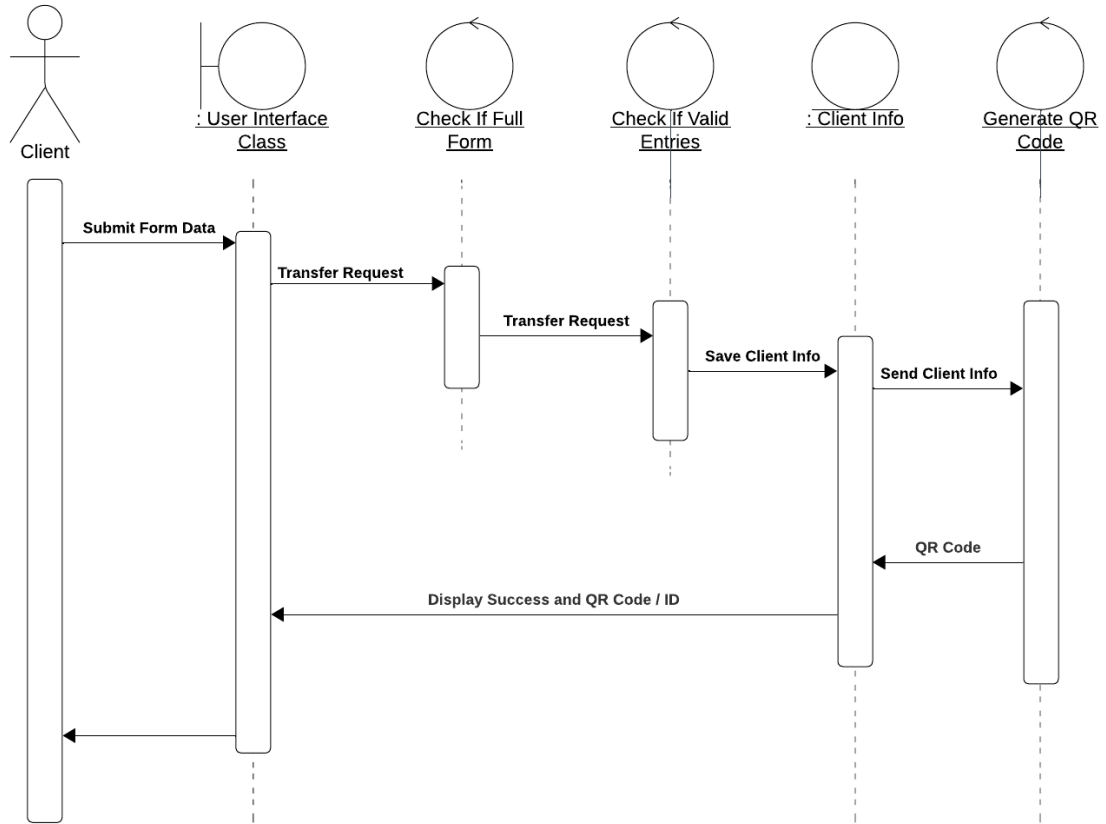 Client
: User Interface
Class
Check If Full
Form
Check If Valid
Entries
: Client Info
Generate QR
Code
Submit Form Data
Transfer Request
Transfer Request
Save Client Info
Send Client Info
QR Code
Display Success and QR Code / ID